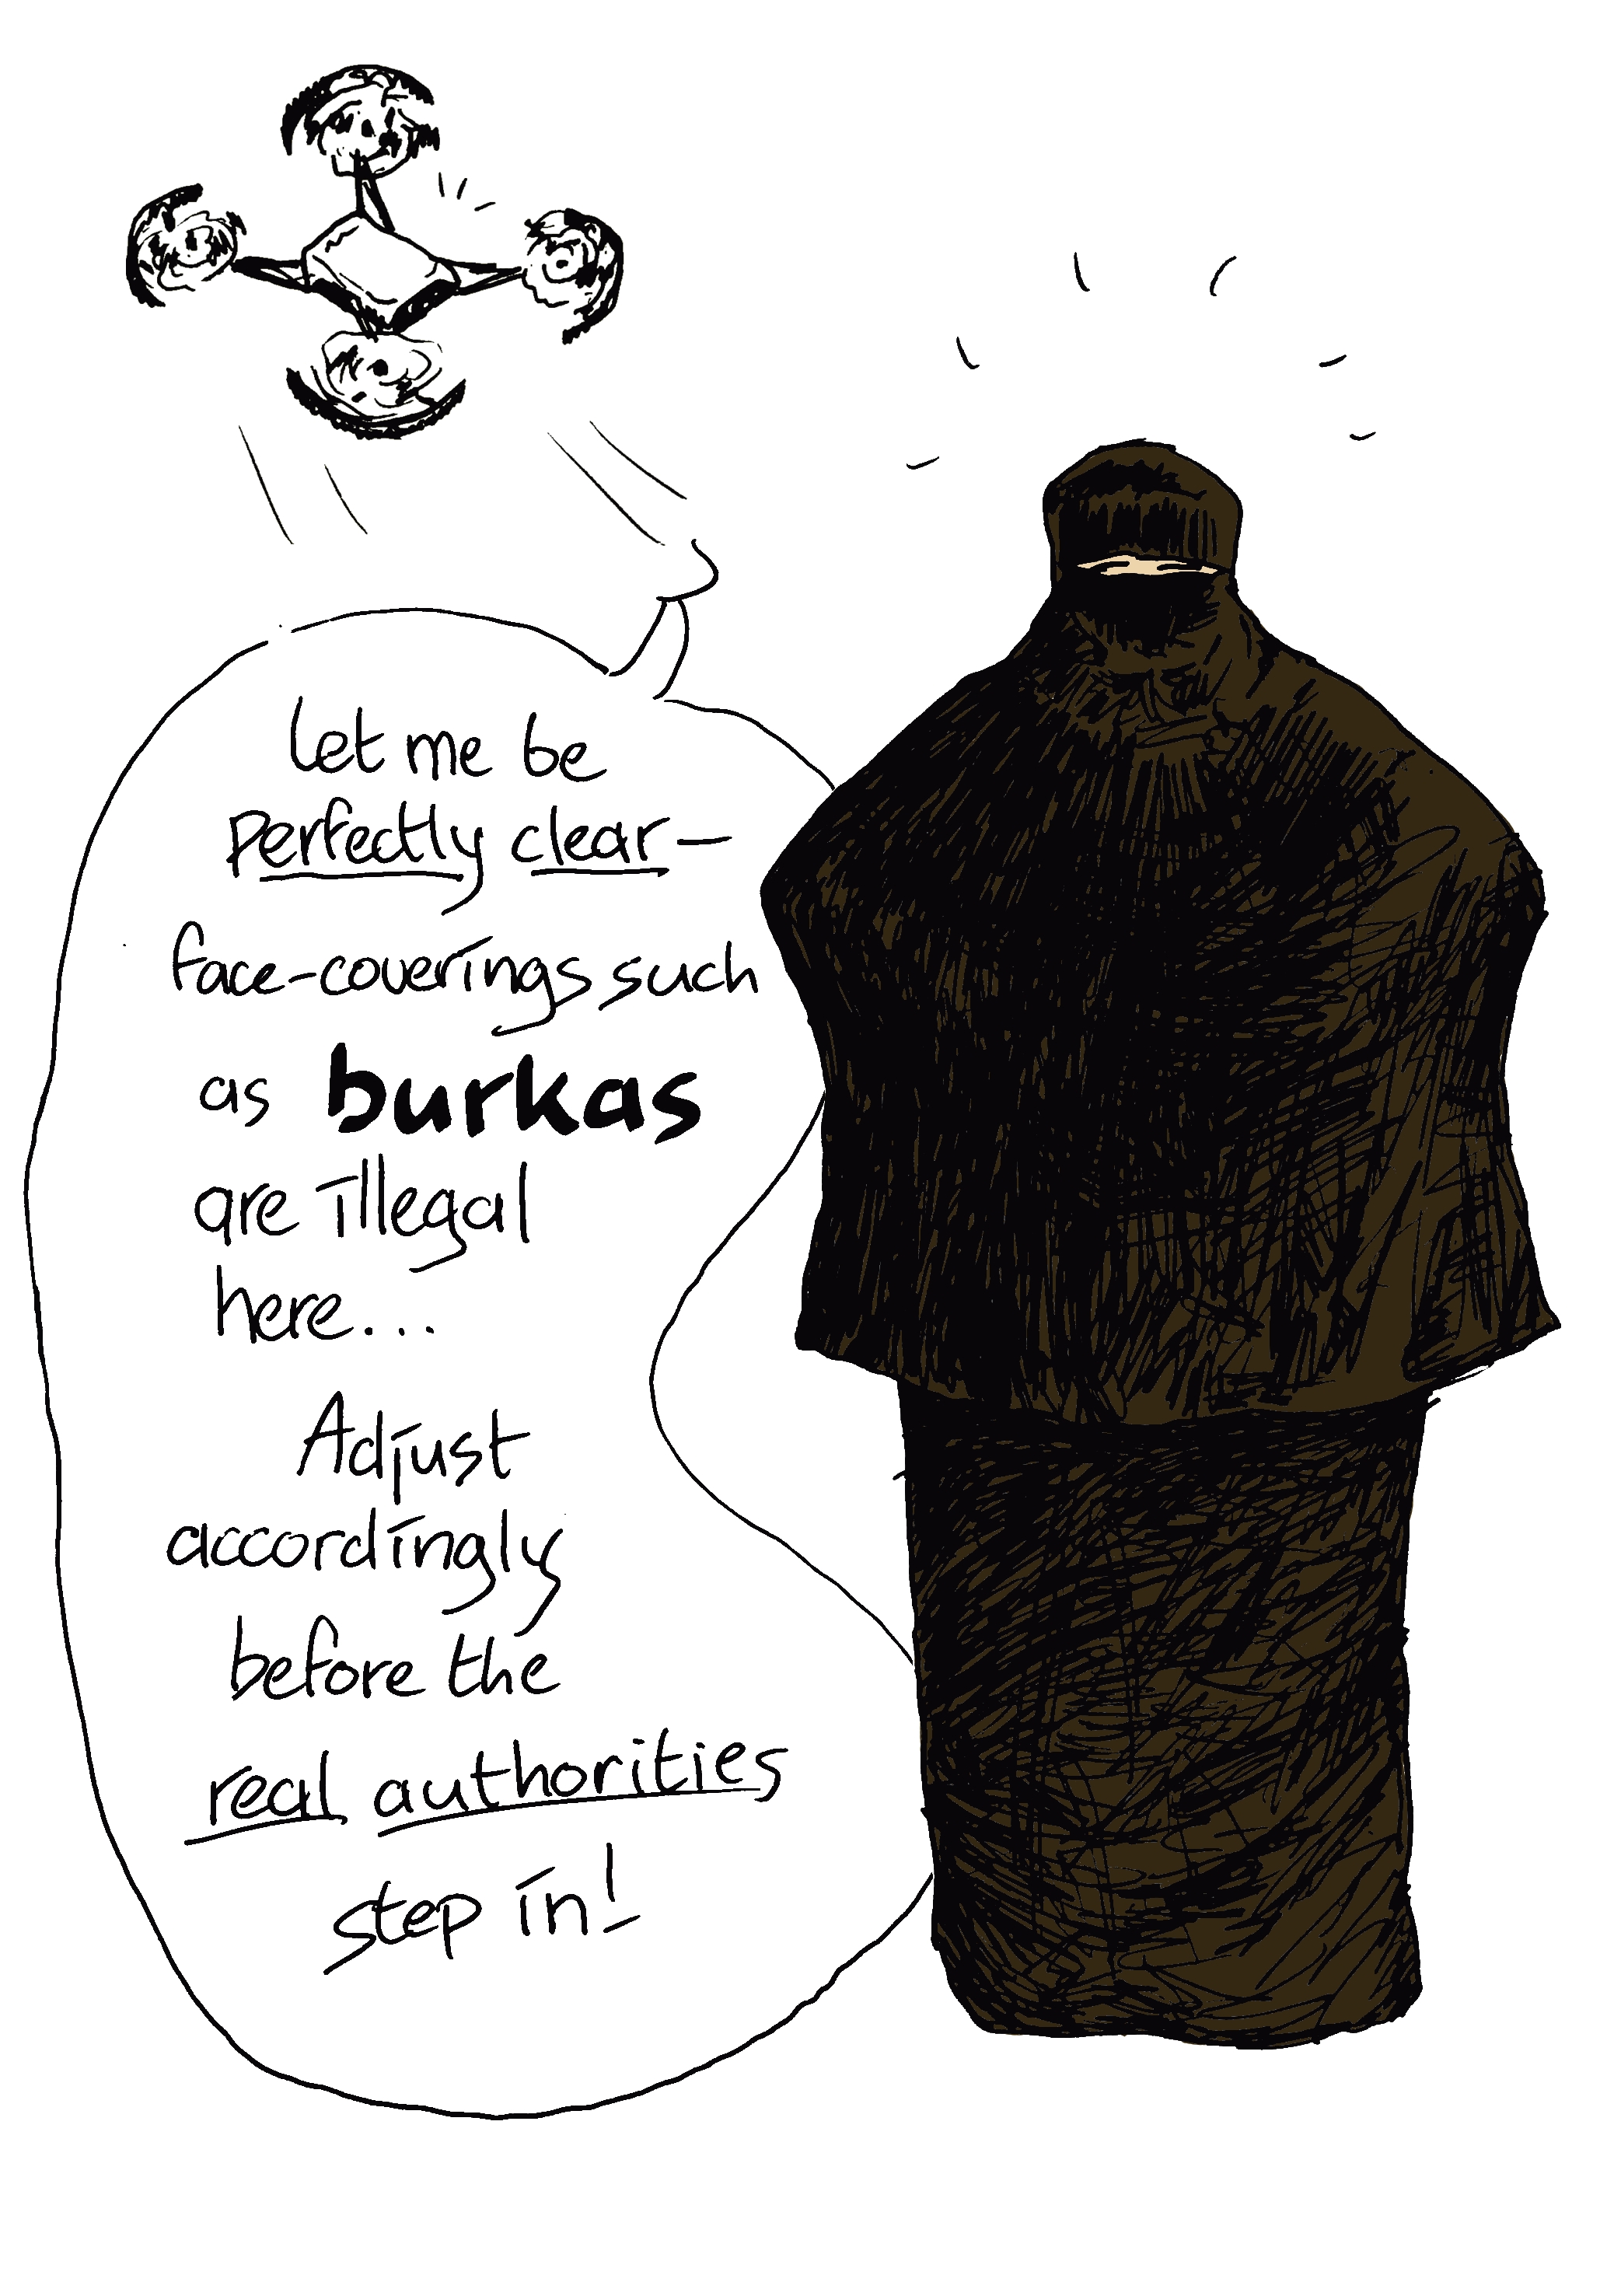 let me be
perfectly clear—
face-coverings such
as burkas
are illegal
here...
Adjust
accordingly
before the
real authorities
step in!